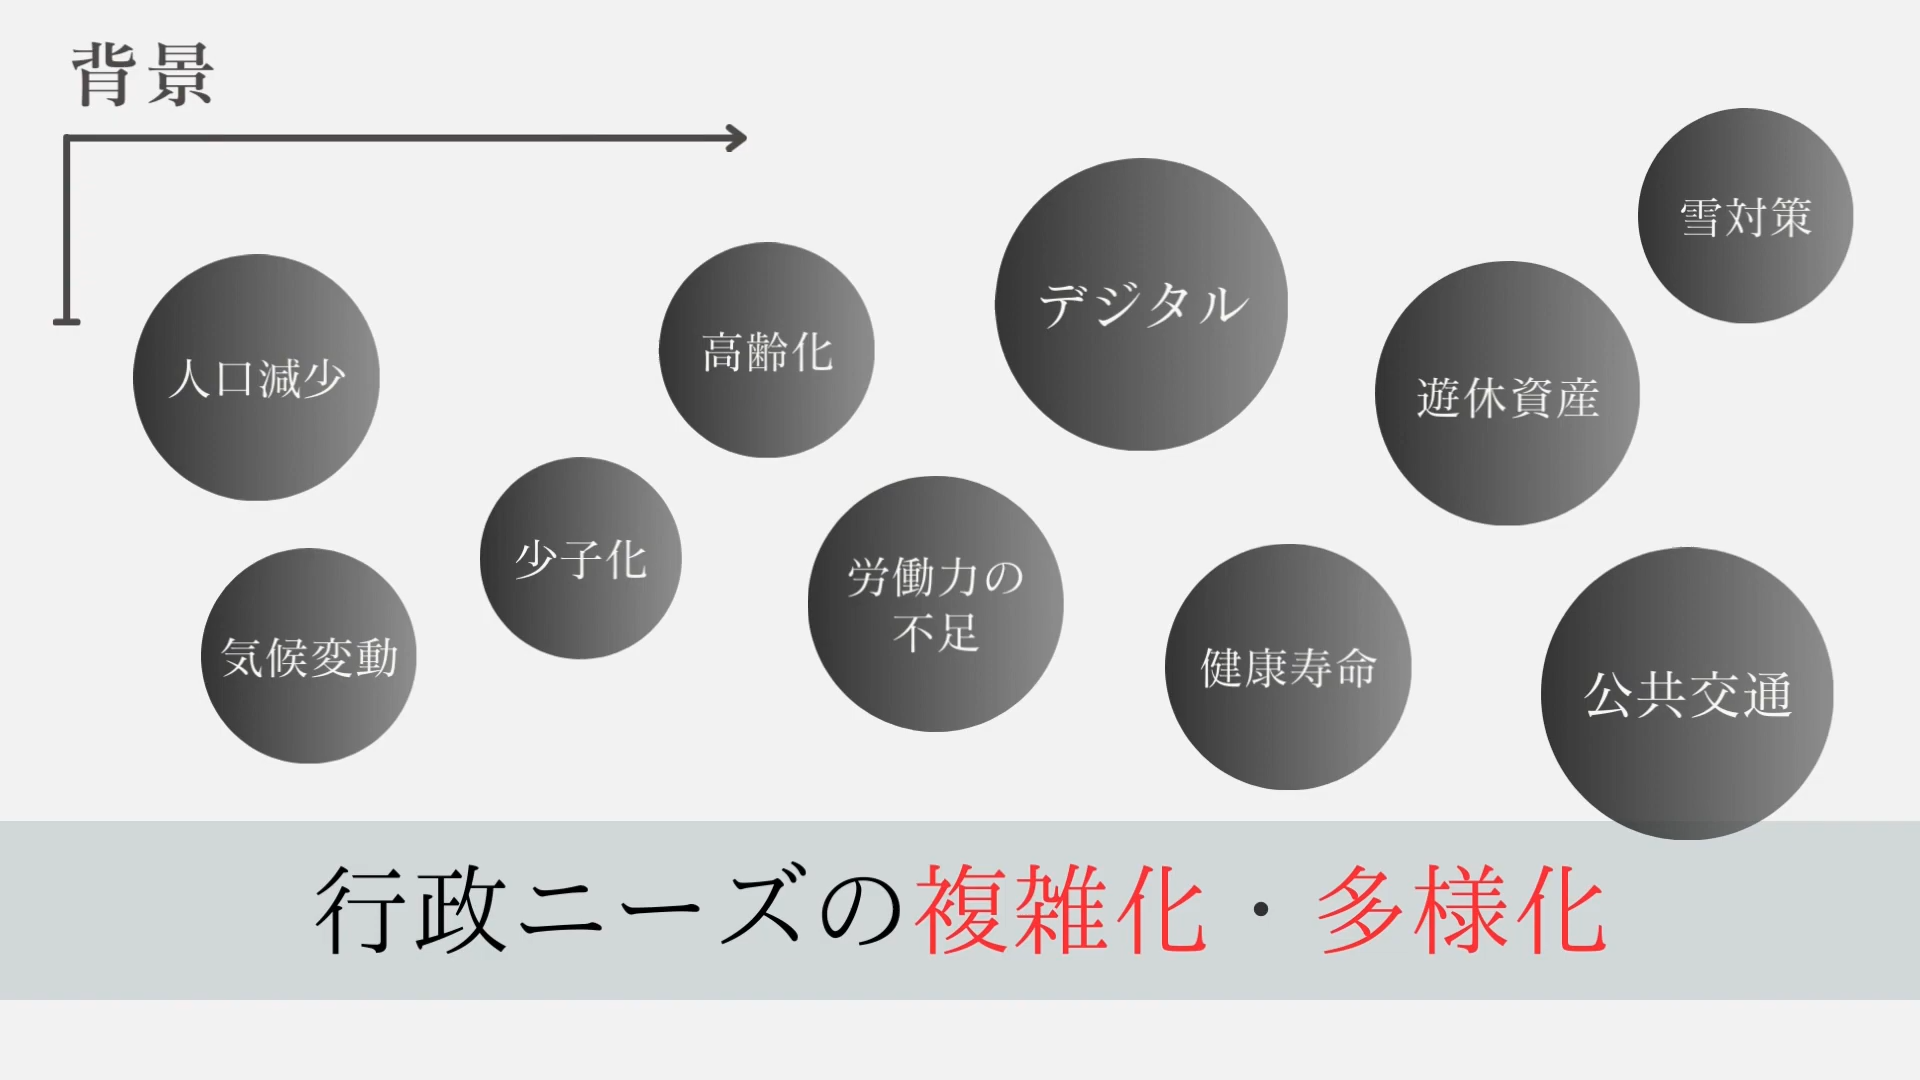 背景
人口減少
気候変動
少子化
高齢化
労働力の
不足
デジタル
健康寿命
遊休資産
雪対策
公共交通
行政ニーズの複雑化・多様化